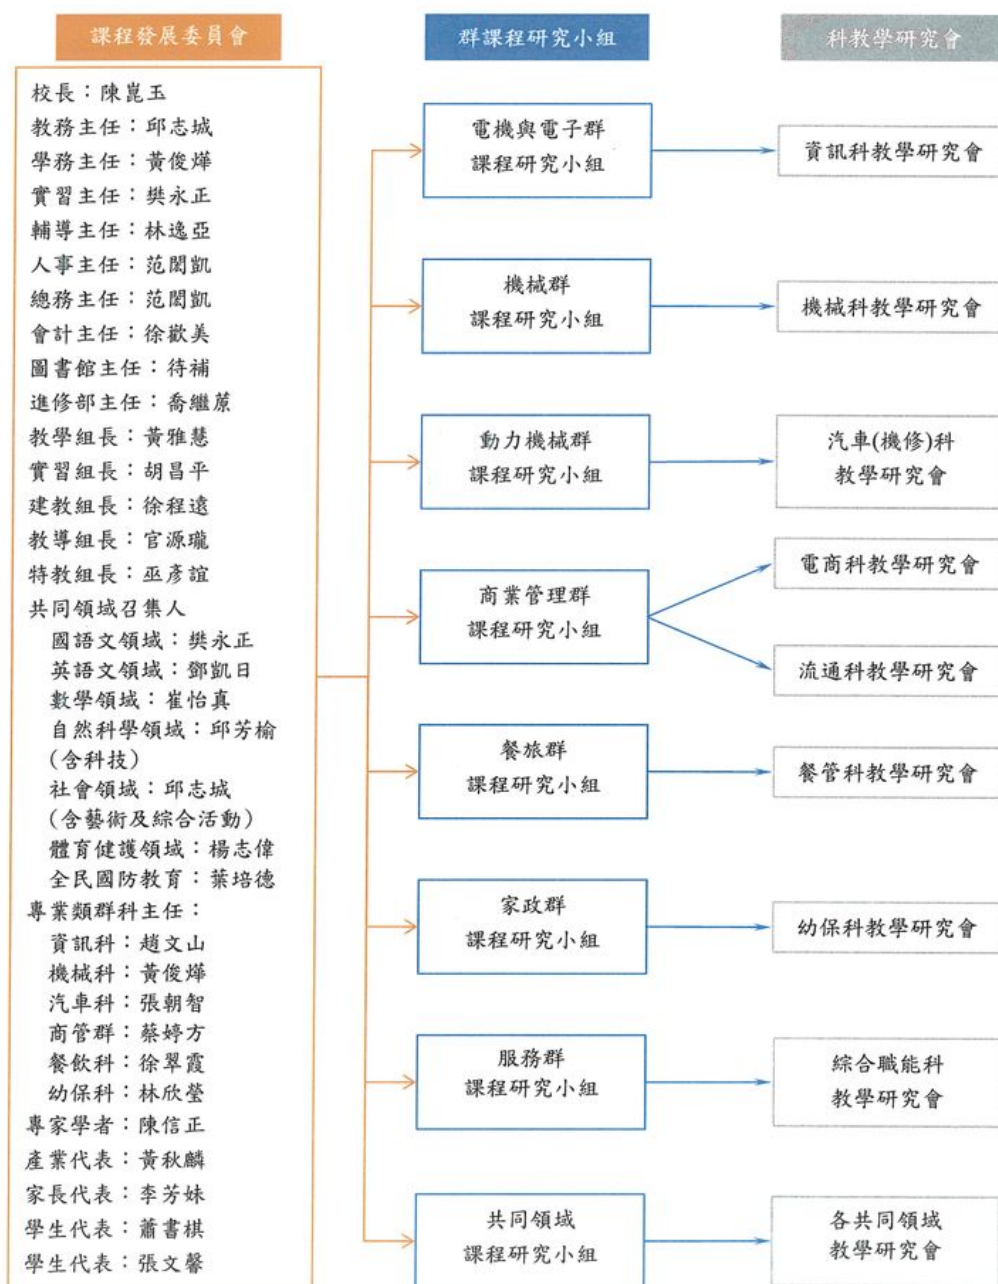 課程發展委員會
校長：陳崑玉
教務主任：邱志城
學務主任：黃俊燁
實習主任：樊永正
輔導主任：林逸亞
人事主任：范閎凱
總務主任：范閎凱
會計主任：徐歡美
圖書館主任：待補
進修部主任：喬繼蒝
教學組長：黃雅慧
實習組長：胡昌平
建教組長：徐程遠
教導組長：官源瓏
特教組長：巫彥誼
共同領域召集人
國語文領域：樊永正
英語文領域：鄧凱日
數學領域：崔怡真
自然科學領域：邱芳榆
(含科技)
社會領域：邱志城
(含藝術及綜合活動)
體育健護領域：楊志偉
全民國防教育：葉培德
專業類群科主任：
資訊科：趙文山
機械科：黃俊燁
汽車科：張朝智
商管群：蔡婷方
餐飲科：徐翠霞
幼保科：林欣瑩
專家學者：陳信正
產業代表：黃秋麟
家長代表：李芳妹
學生代表：蕭書棋
學生代表：張文馨
群課程研究小組
電機與電子群
課程研究小組
機械群
課程研究小組
動力機械群
課程研究小組
商業管理群
課程研究小組
餐旅群
課程研究小組
家政群
課程研究小組
服務群
課程研究小組
共同領域
課程研究小組
科教學研究會
資訊科教學研究會
機械科教學研究會
汽車(機修)科
教學研究會
電商科教學研究會
流通科教學研究會
餐管科教學研究會
幼保科教學研究會
綜合職能科
教學研究會
各共同領域
教學研究會